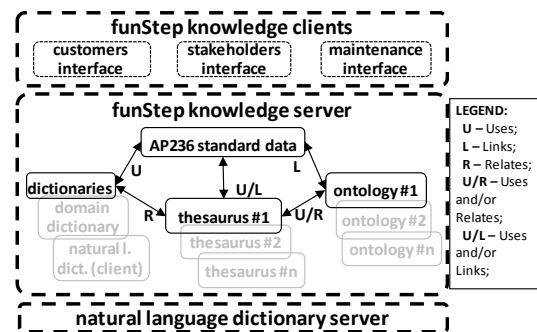 funStep knowledge clients
customers
interface
stakeholders
interface
maintenance
interface
funStep knowledge server
AP236 standard data
U
L
dictionaries
U/L
ontology #1
R
thesaurus #1
U/R
domain
dictionary
ontology #2
natural l.
dict. (client)
thesaurus #2
ontology #n
thesaurus #n
natural language dictionary server
LEGEND:
U – Uses;
L – Links;
R – Relates;
U/R – Uses
and/or
Relates;
U/L – Uses
and/or
Links;